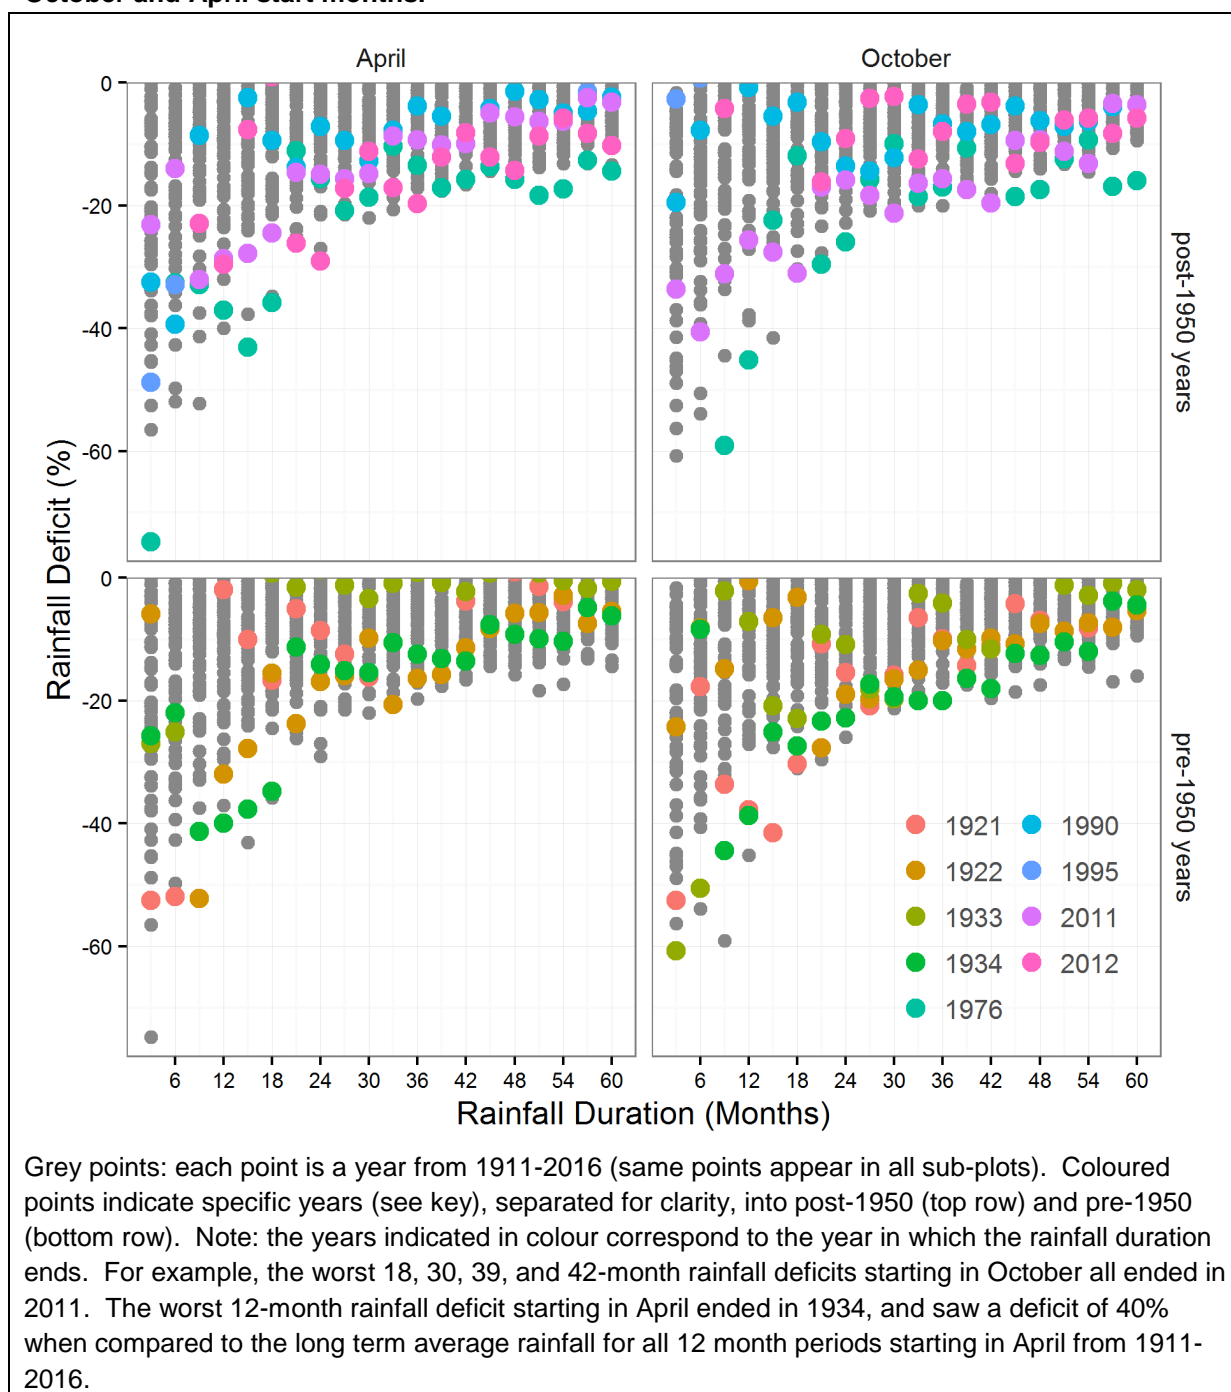 October and April start months.
April
October
0
-20
-40
-60
post-1950 years
Rainfall Deficit (%)
0
-20
-40
-60
pre-1950 years
1921
1990
1922
1995
1933
2011
1934
2012
1976
6 12 18 24 30 36 42 48 54 60
6 12 18 24 30 36 42 48 54 60
Rainfall Duration (Months)
Grey points: each point is a year from 1911-2016 (same points appear in all sub-plots). Coloured
points indicate specific years (see key), separated for clarity, into post-1950 (top row) and pre-1950
(bottom row). Note: the years indicated in colour correspond to the year in which the rainfall duration
ends. For example, the worst 18, 30, 39, and 42-month rainfall deficits starting in October all ended in
2011. The worst 12-month rainfall deficit starting in April ended in 1934, and saw a deficit of 40%
when compared to the long term average rainfall for all 12 month periods starting in April from 1911-
2016.